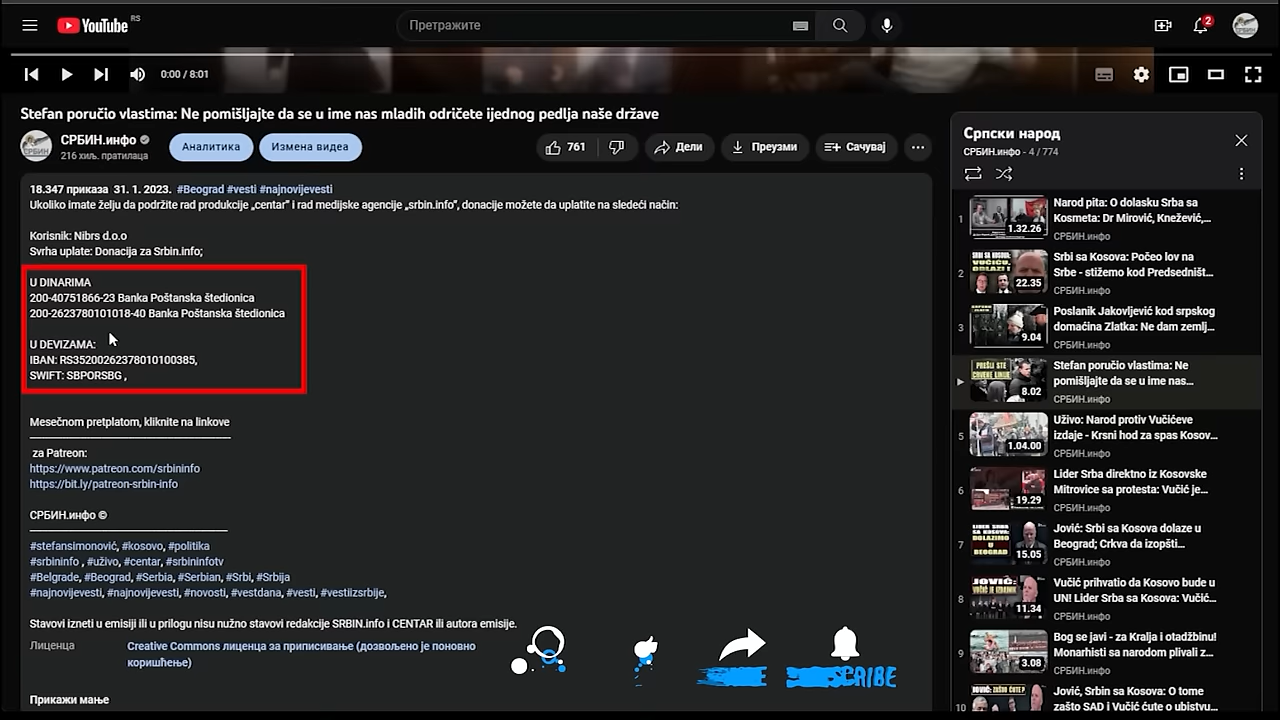 YouTube RS
Претражите
2
0:00 / 8:01
Stefan poručio vlastima: Ne pomišljajte da se u ime nas mladih odričete ijednog pedlja naše države
СРБИН.инфо
216 хиљ. пратилаца
Аналитика
Измена видеа
761
Дели
Преузми
Сачувај
18.347 приказа 31. 1. 2023. #Beograd #vesti #najnovijevesti
Ukoliko imate želju da podržite rad produkcije „centar” i rad medijske agencije „srbin.info”, donacije možete da uplatite na sledeći način:
Korisnik: Nibrs d.o.o
Svrha uplate: Donacija za Srbin.info;
U DINARIMA
200-40751866-23 Banka Poštanska štedionica
200-2623780101018-40 Banka Poštanska štedionica
U DEVIZAMA:
IBAN: RS35200262378010100385,
SWIFT: SBPORSBG ,
Mesečnom pretplatom, kliknite na linkove
za Patreon:
https://www.patreon.com/srbininfo
https://bit.ly/patreon-srbin-info
СРБИН.инфо ©
#stefansimonović, #kosovo, #politika
#srbininfo , #uživo, #centar, #srbininfotv
#Belgrade, #Beograd, #Serbia, #Serbian, #Srbi, #Srbija
#najnovijevesti, #najnovijevesti, #novosti, #vestdana, #vesti, #vestiizsrbije,
Stavovi izneti u emisiji ili u prilogu nisu nužno stavovi redakcije SRBIN.info i CENTAR ili autora emisije.
Лиценца
Creative Commons лиценца за приписивање (дозвољено је поновно
коришћење)
Прикажи мање
Српски народ
СРБИН.инфо - 4 / 774
1
1.32.26
Narod pita: O dolasku Srba sa
Kosmeta: Dr Mirović, Knežević,...
СРБИН.инфо
2
22.35
Srbi sa Kosova: Počeo lov na
Srbe - stižemo kod Predsedništ...
СРБИН.инфо
3
9.04
Poslanik Jakovljević kod srpskog
domaćina Zlatka: Ne dam zemlj...
СРБИН.инфо
PREŠLI STE
CRVENE LINIJE
8.02
Stefan poručio vlastima: Ne
pomišljajte da se u ime nas...
СРБИН.инфо
5
1.04.00
Uživo: Narod protiv Vučićeve
izdaje - Krsni hod za spas Kosov...
СРБИН.инфо
6
19.29
Lider Srba direktno iz Kosovske
Mitrovice sa protesta: Vučić je...
СРБИН.инфо
7
15.05
Jović: Srbi sa Kosova dolaze u
Beograd; Crkva da izopšti...
СРБИН.инфо
8
11.34
Vučić prihvatio da Kosovo bude u
UN! Lider Srba sa Kosova: Vučić...
СРБИН.инфо
9
3.08
Bog se javi - za Kralja i otadžbinu!
Monarhisti sa narodom plivali z...
СРБИН.инфо
10
Jović, Srbin sa Kosova: O tome
zašto SAD i Vučić ćute o ubistvu...